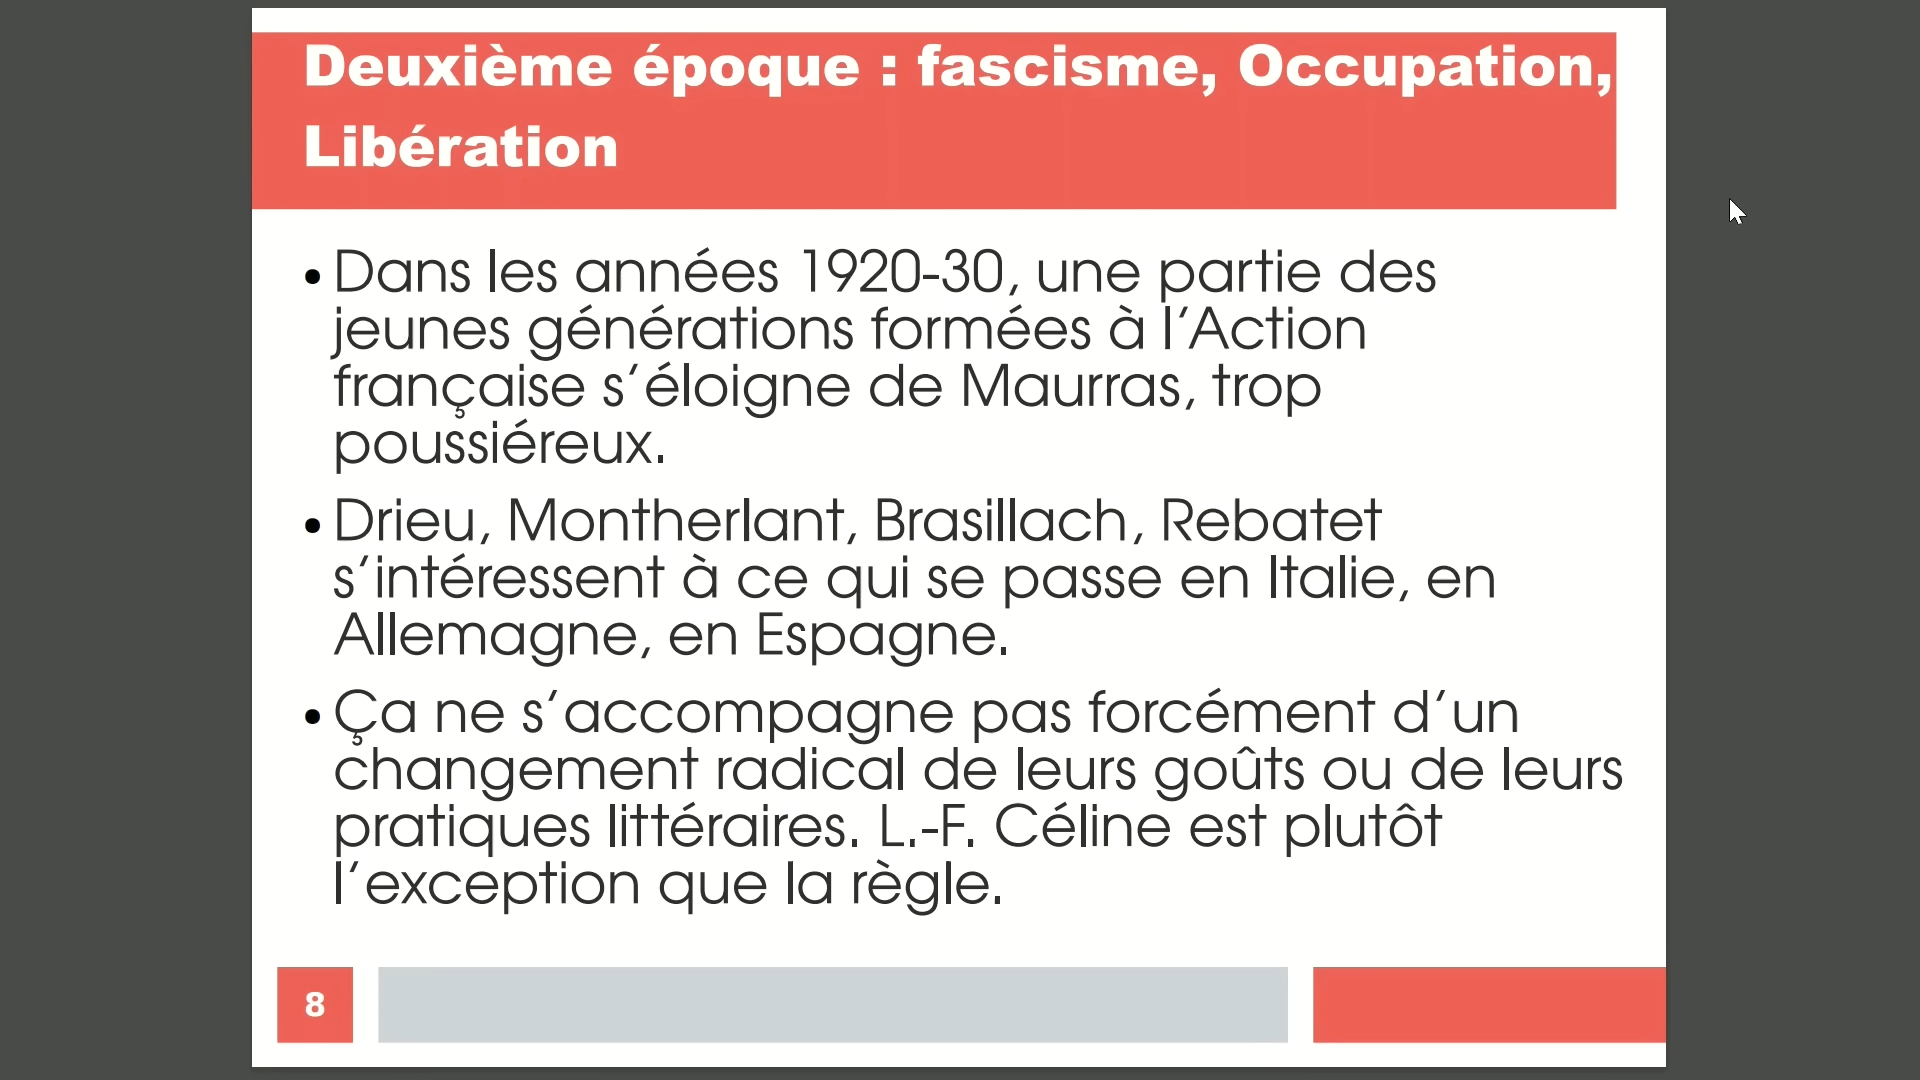 Deuxième époque : fascisme, Occupation,
Libération
• Dans les années 1920-30, une partie des
jeunes générations formées à l’Action
française s’éloigne de Maurras, trop
poussiéreux.
• Drieu, Montherlant, Brasillach, Rebatet
s’intéressent à ce qui se passe en Italie, en
Allemagne, en Espagne.
• Ça ne s’accompagne pas forcément d’un
changement radical de leurs goûts ou de leurs
pratiques littéraires. L.-F. Céline est plutôt
l’exception que la règle.
8